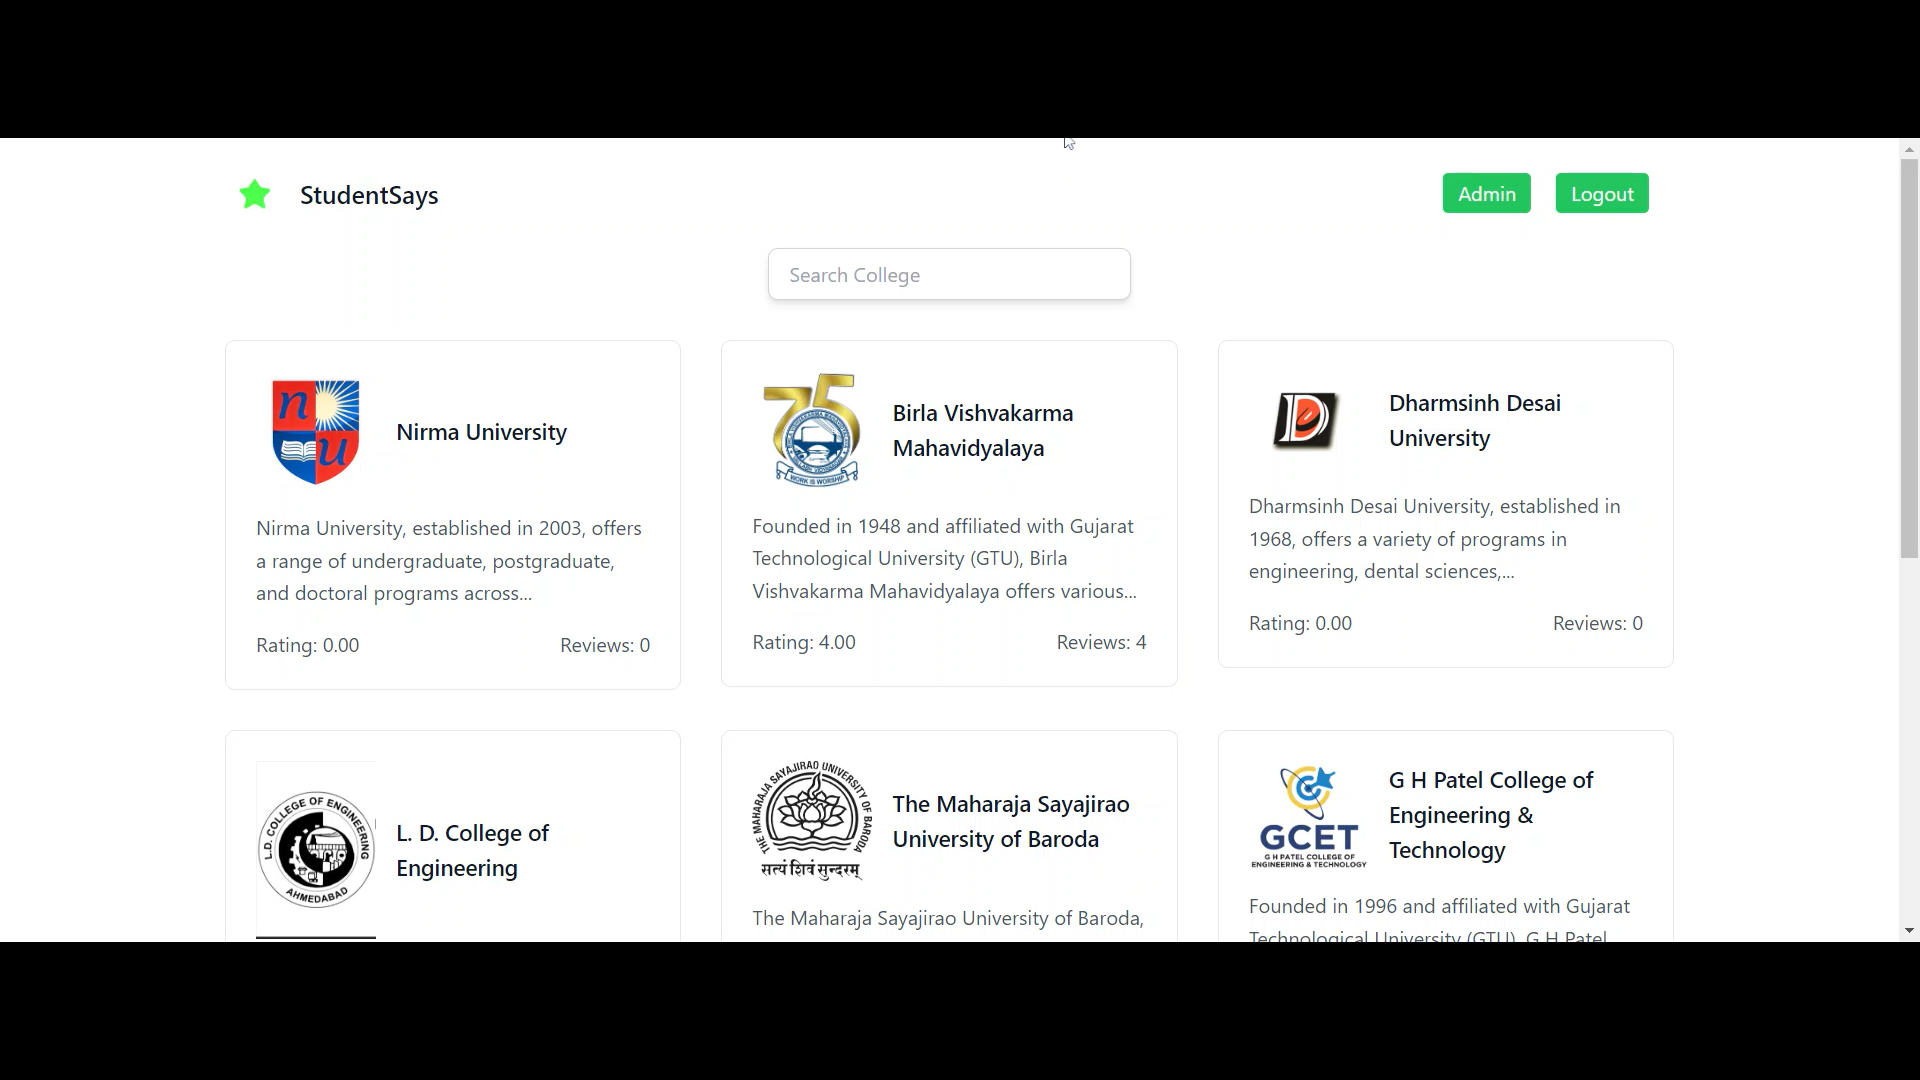 StudentSays
Admin
Logout
Search College
n
u
Nirma University
Nirma University, established in 2003, offers
a range of undergraduate, postgraduate,
and doctoral programs across...
Rating: 0.00
Reviews: 0
75
WORK IS WORSHIP
Birla Vishvakarma
Mahavidyalaya
Founded in 1948 and affiliated with Gujarat
Technological University (GTU), Birla
Vishvakarma Mahavidyalaya offers various...
Rating: 4.00
Reviews: 4
D
Dharmsinh Desai
University
Dharmsinh Desai University, established in
1968, offers a variety of programs in
engineering, dental sciences,...
Rating: 0.00
Reviews: 0
L.D. COLLEGE OF ENGINEERING
AHMEDABAD
L. D. College of
Engineering
THE MAHARAJA SAYAJIRAO UNIVERSITY OF BARODA
सत्यं शिवं सुन्दरम्
The Maharaja Sayajirao
University of Baroda
The Maharaja Sayajirao University of Baroda,
GCET
G H PATEL COLLEGE OF
ENGINEERING & TECHNOLOGY
G H Patel College of
Engineering &
Technology
Founded in 1996 and affiliated with Gujarat
Technological University (GTU), G H Patel